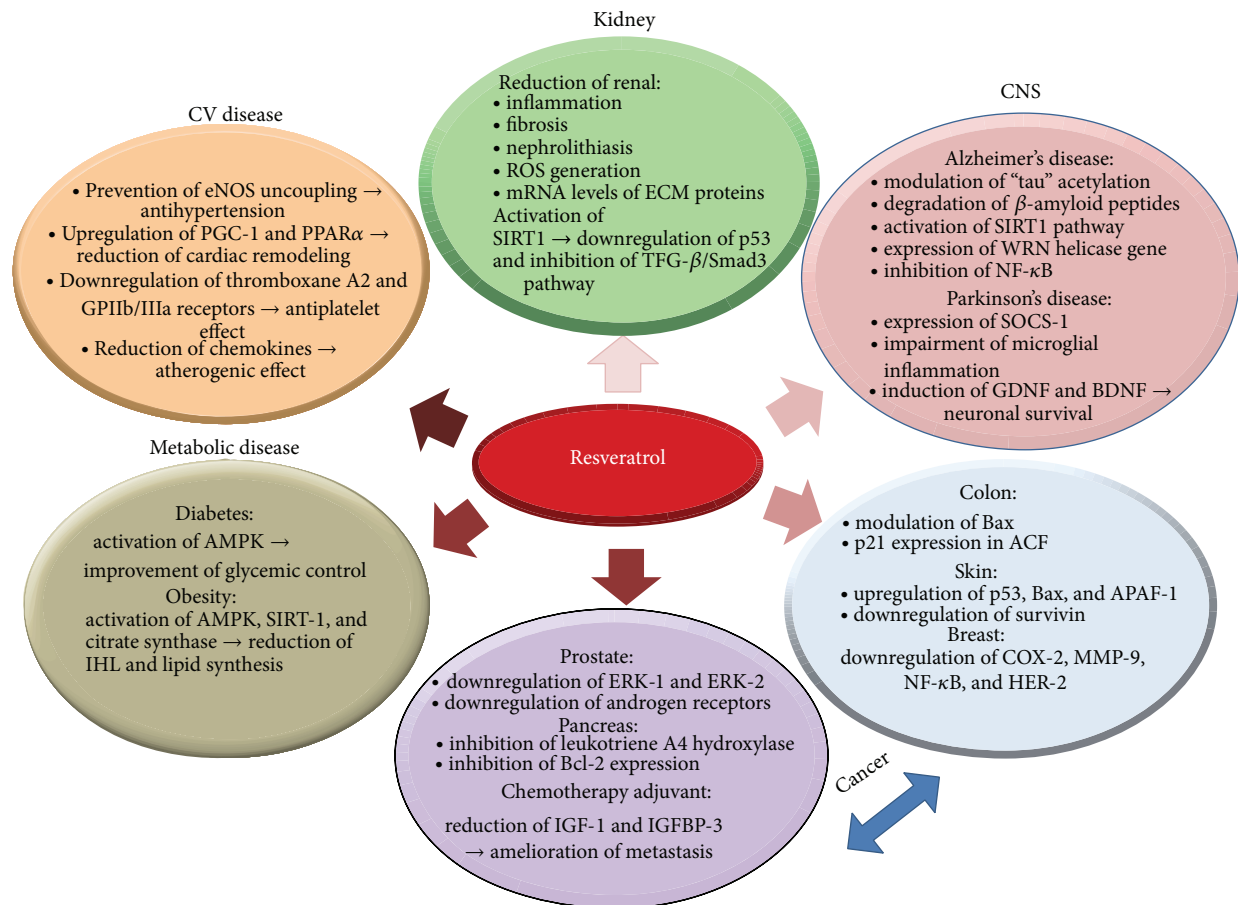 Kidney
Reduction of renal:
• inflammation
• fibrosis
• nephrolithiasis
• ROS generation
• mRNA levels of ECM proteins
Activation of
SIRT1 → downregulation of p53
and inhibition of TFG-β/Smad3
pathway
CV disease
• Prevention of eNOS uncoupling →
antihypertension
• Upregulation of PGC-1 and PPARα →
reduction of cardiac remodeling
• Downregulation of thromboxane A2 and
GPIIb/IIIa receptors → antiplatelet
effect
• Reduction of chemokines →
atherogenic effect
CNS
Alzheimer's disease:
• modulation of "tau" acetylation
• degradation of β-amyloid peptides
• activation of SIRT1 pathway
• expression of WRN helicase gene
• inhibition of NF-κB
Parkinson's disease:
• expression of SOCS-1
• impairment of microglial
inflammation
• induction of GDNF and BDNF →
neuronal survival
Resveratrol
Metabolic disease
Diabetes:
activation of AMPK →
improvement of glycemic control
Obesity:
activation of AMPK, SIRT-1, and
citrate synthase → reduction of
IHL and lipid synthesis
Colon:
• modulation of Bax
• p21 expression in ACF
Skin:
• upregulation of p53, Bax, and APAF-1
• downregulation of survivin
Breast:
downregulation of COX-2, MMP-9,
NF-κB, and HER-2
Prostate:
• downregulation of ERK-1 and ERK-2
• downregulation of androgen receptors
Pancreas:
• inhibition of leukotriene A4 hydroxylase
• inhibition of Bcl-2 expression
Chemotherapy adjuvant:
reduction of IGF-1 and IGFBP-3
→ amelioration of metastasis
Cancer